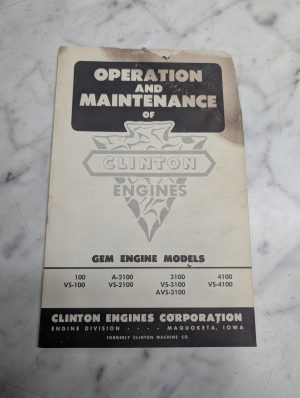 OPERATION
AND
MAINTENANCE
OF
CLINTON
ENGINES
GEM ENGINE MODELS
100 A-2100 3100 4100
VS-100 VS-2100 VS-3100 VS-4100
AVS-3100
CLINTON ENGINES CORPORATION
ENGINE DIVISION . . . . MAQUOKETA, IOWA
FORMERLY CLINTON MACHINE CO.